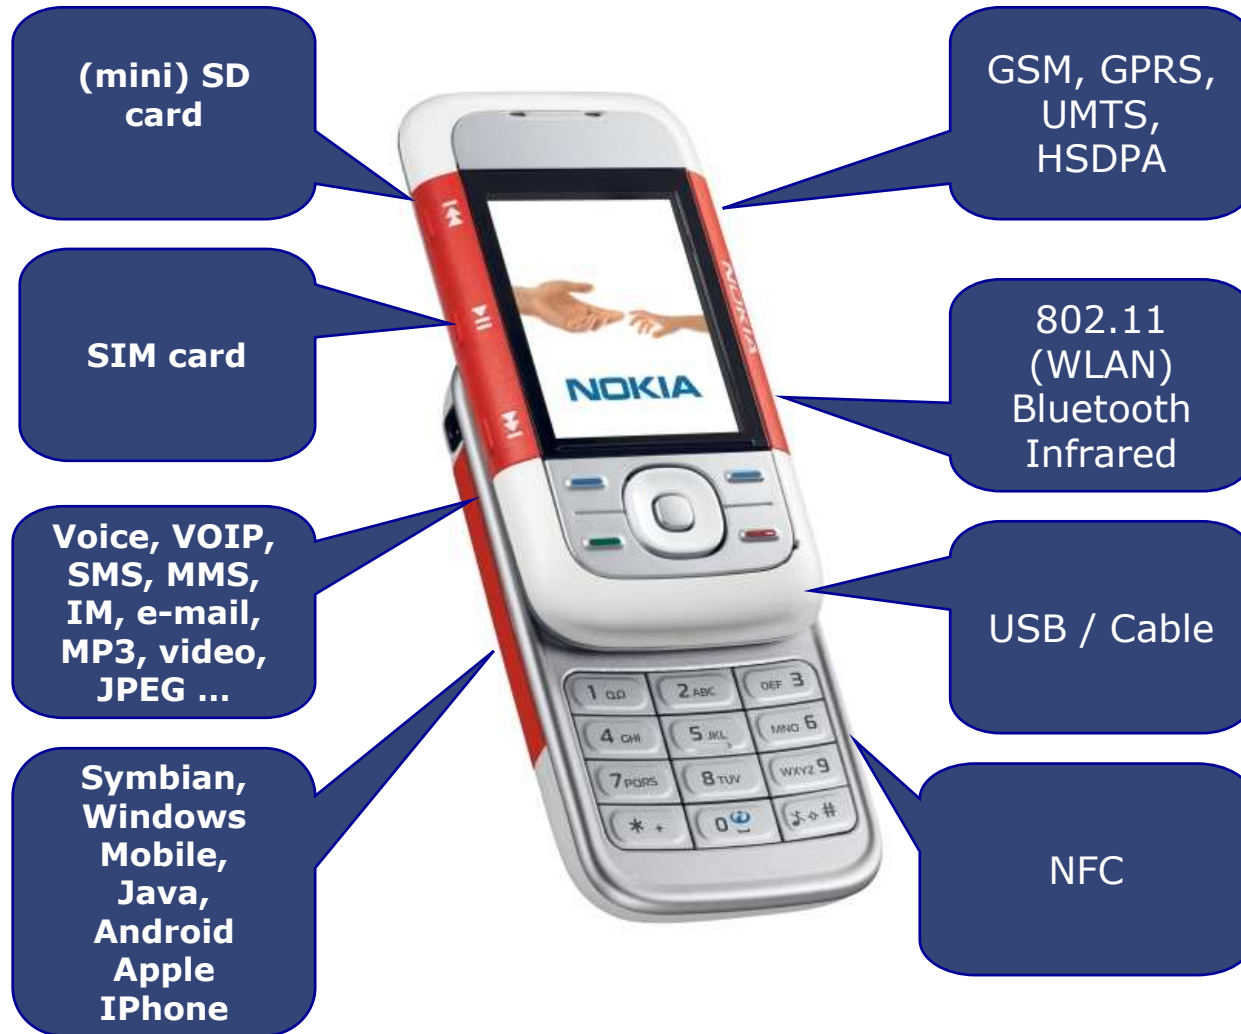 (mini) SD
card
SIM card
Voice, VOIP,
SMS, MMS,
IM, e-mail,
MP3, video,
JPEG ...
Symbian,
Windows
Mobile,
Java,
Android
Apple
IPhone
NOKIA
NOKIA
1
2 ABC
DEF 3
4 GHI
5 JKL
MNO 6
7 PQRS
8 TUV
WXYZ 9
* +
0
#
GSM, GPRS,
UMTS,
HSDPA
802.11
(WLAN)
Bluetooth
Infrared
USB / Cable
NFC